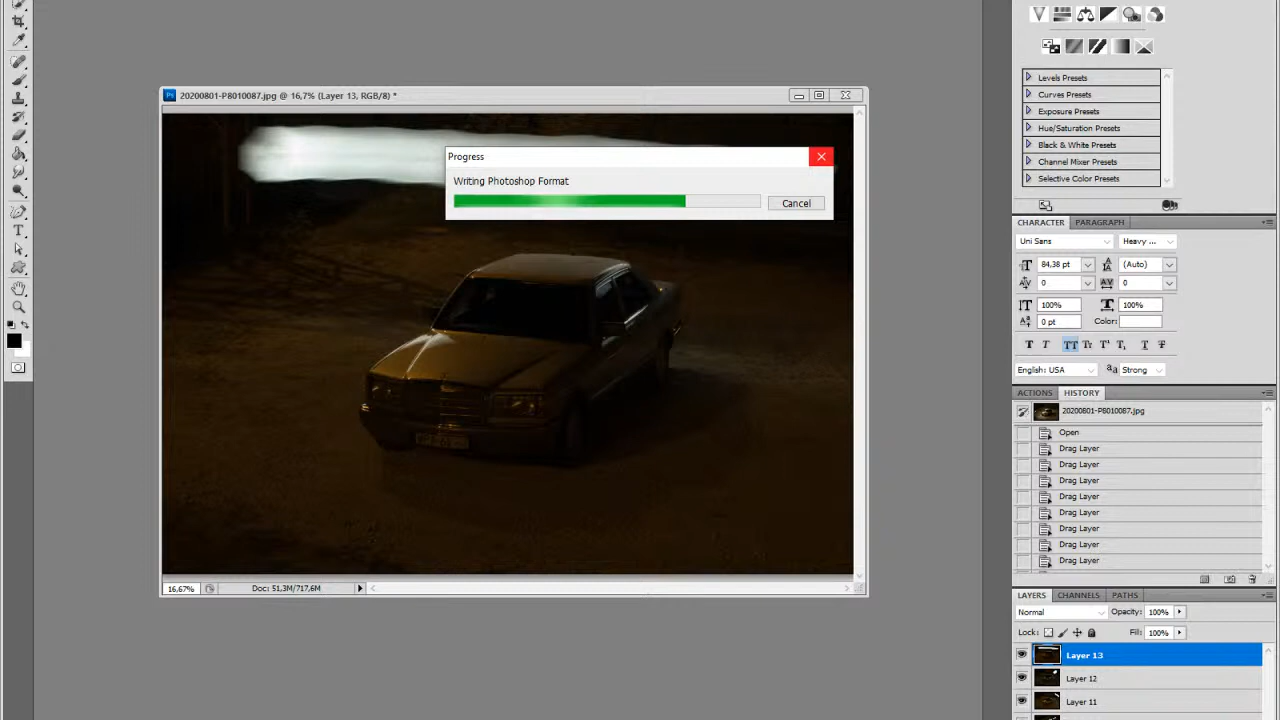 20200801-P8010087.jpg @ 16,7% (Layer 13, RGB/8) *
Progress
Writing Photoshop Format
Cancel
16,67%
Doc: 51,3M/717,6M
Levels Presets
Curves Presets
Exposure Presets
Hue/Saturation Presets
Black & White Presets
Channel Mixer Presets
Selective Color Presets
CHARACTER
PARAGRAPH
Uni Sans
Heavy ...
84,38 pt
(Auto)
0
0
100%
100%
0 pt
Color:
English: USA
Strong
ACTIONS
HISTORY
20200801-P8010087.jpg
Open
Drag Layer
Drag Layer
Drag Layer
Drag Layer
Drag Layer
Drag Layer
Drag Layer
Drag Layer
LAYERS
CHANNELS
PATHS
Normal
Opacity: 100%
Lock:
Fill: 100%
Layer 13
Layer 12
Layer 11